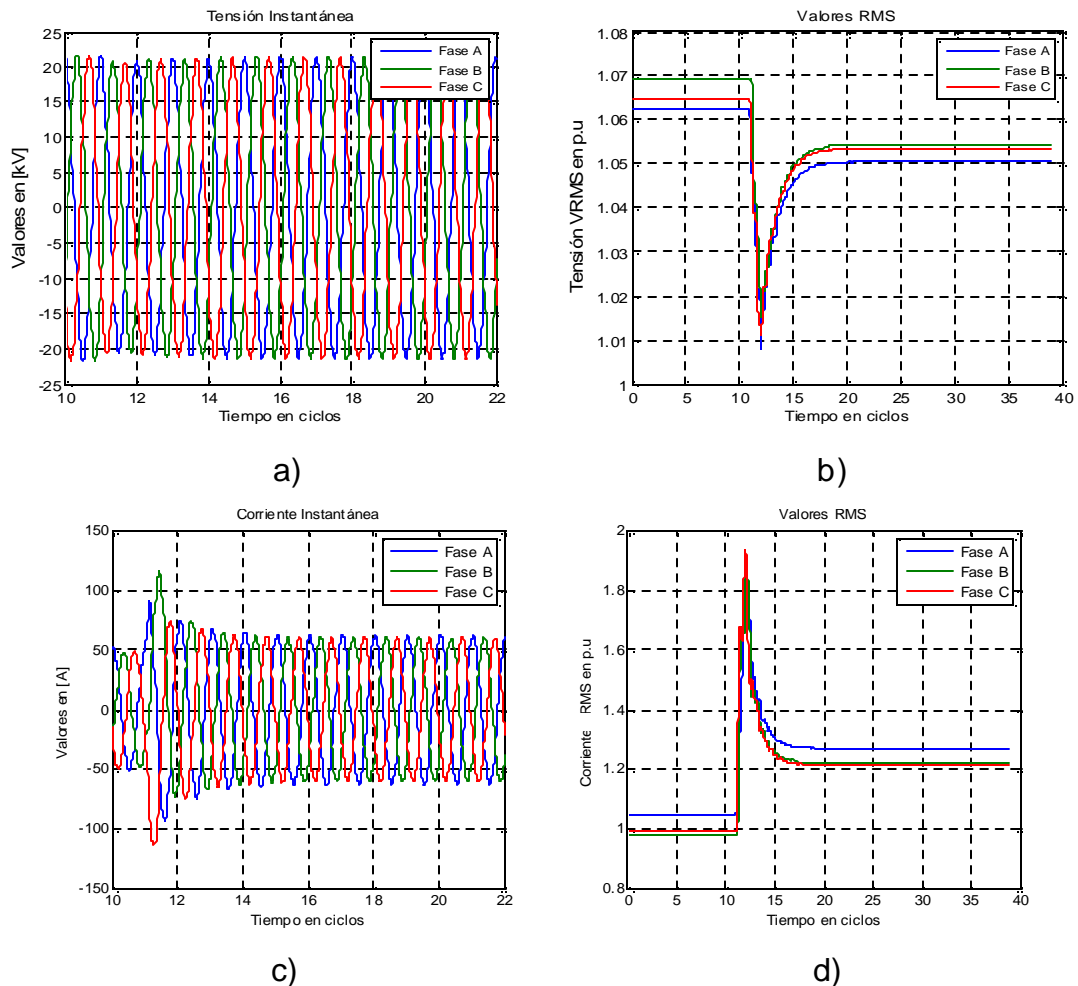 Tensión Instantánea
Valores en [kV]
25
20
15
10
5
0
-5
-10
-15
-20
-25
Fase A
Fase B
Fase C
10 12 14 16 18 20 22
Tiempo en ciclos
a)
Valores RMS
Tensión VRMS en p.u
1.08
1.07
1.06
1.05
1.04
1.03
1.02
1.01
1
Fase A
Fase B
Fase C
0 5 10 15 20 25 30 35 40
Tiempo en ciclos
b)
Corriente Instantánea
Valores en [A]
150
100
50
0
-50
-100
-150
Fase A
Fase B
Fase C
10 12 14 16 18 20 22
Tiempo en ciclos
c)
Valores RMS
Corriente RMS en p.u
2
1.8
1.6
1.4
1.2
1
0.8
Fase A
Fase B
Fase C
0 5 10 15 20 25 30 35 40
Tiempo en ciclos
d)